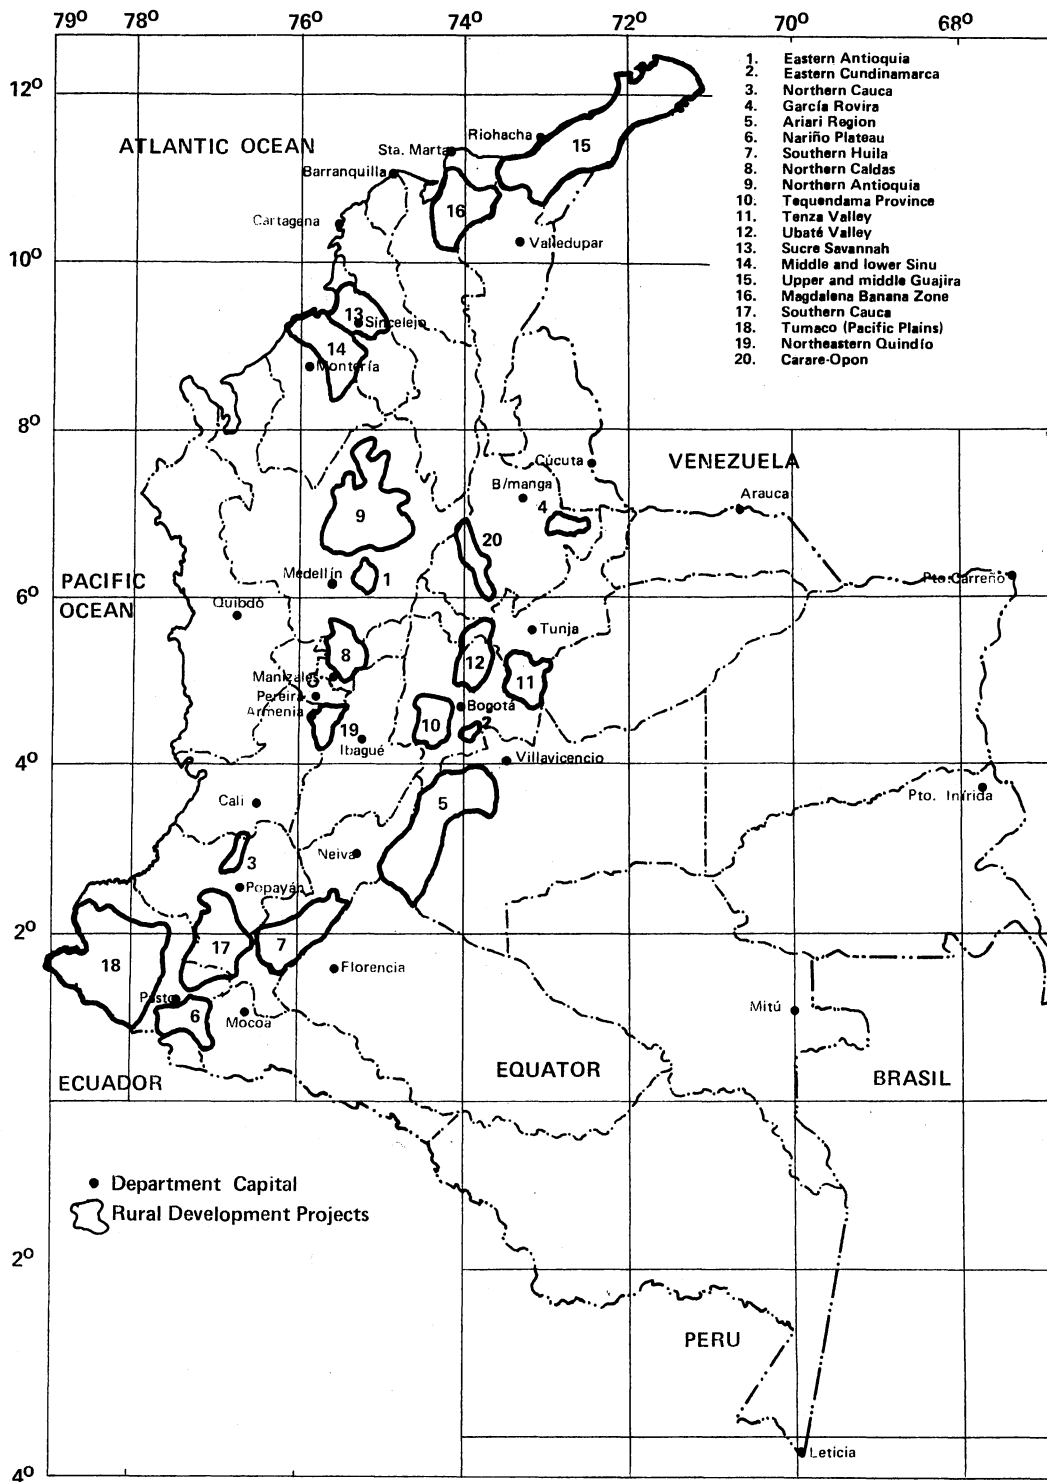 79° 78° 76° 74° 72° 70° 68°
1. Eastern Antioquia
2. Eastern Cundinamarca
3. Northern Cauca
4. García Rovira
5. Ariari Region
6. Nariño Plateau
7. Southern Huila
8. Northern Caldas
9. Northern Antioquia
10. Tequendama Province
11. Tenza Valley
12. Ubaté Valley
13. Sucre Savannah
14. Middle and lower Sinu
15. Upper and middle Guajira
16. Magdalena Banana Zone
17. Southern Cauca
18. Tumaco (Pacific Plains)
19. Northeastern Quindío
20. Carare-Opon
12°
ATLANTIC OCEAN
Riohacha
15
Sta. Marta
Barranquilla
16
Cartagena
Valledupar
10°
13
Sincelejo
14
Montería
8°
Cúcuta
VENEZUELA
B/manga
Arauca
4
9
20
Medellín
1
PACIFIC
OCEAN
Pto. Carreño
6°
Quibdó
Tunja
8
12
Manizales
11
Pereira
Bogotá
Armenia
10
2
19
Ibagué
Villavicencio
4°
Cali
5
Pto. Inírida
Neiva
3
Popayán
2°
17
7
18
Florencia
Pasto
6
Mocoa
Mitú
ECUADOR
EQUATOR
BRASIL
Department Capital
Rural Development Projects
2°
PERU
Leticia
4°